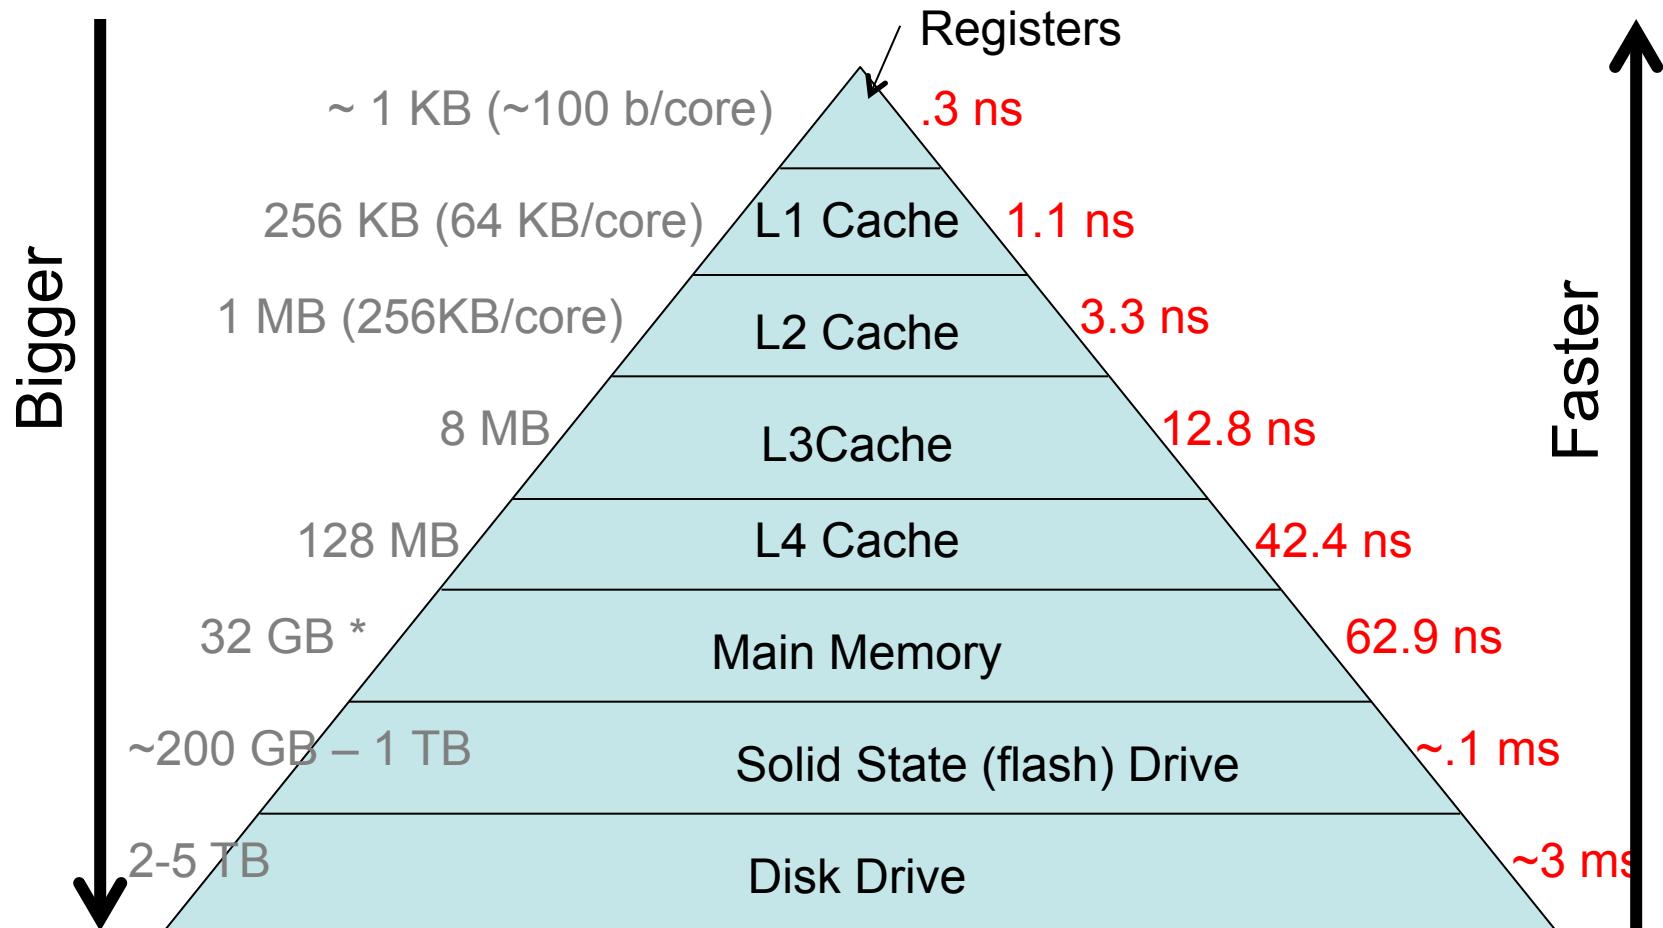 Registers
~ 1 KB (~100 b/core)
.3 ns
256 KB (64 KB/core)
L1 Cache
1.1 ns
1 MB (256KB/core)
L2 Cache
3.3 ns
8 MB
L3Cache
12.8 ns
128 MB
L4 Cache
42.4 ns
32 GB *
Main Memory
62.9 ns
~200 GB – 1 TB
Solid State (flash) Drive
~.1 ms
2-5 TB
Disk Drive
~3 ms
Bigger
Faster